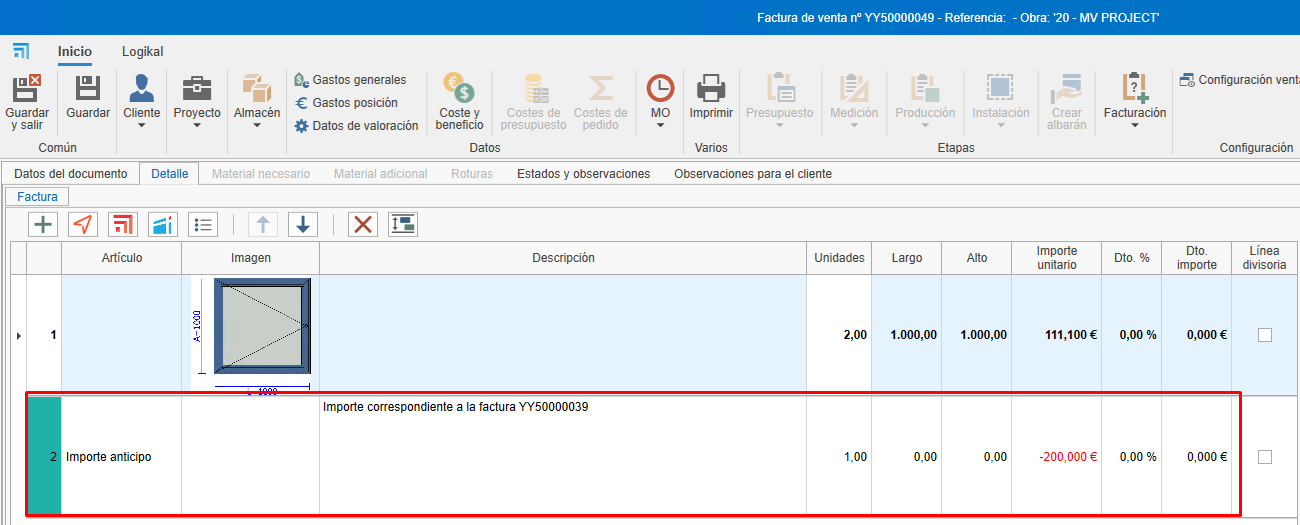 Factura de venta nº YY50000049 - Referencia: - Obra: '20 - MV PROJECT'
Inicio Logikal
Guardar y salir
Guardar
Cliente
Proyecto
Almacén
Gastos generales
Gastos posición
Datos de valoración
Coste y beneficio
Costes de presupuesto
Costes de pedido
MO
Imprimir
Presupuesto
Medición
Producción
Instalación
Crear albarán
Facturación
Configuración venta
Común Datos Varios Etapas Configuración
Datos del documento Detalle Material necesario Material adicional Roturas Estados y observaciones Observaciones para el cliente
Factura
Artículo Imagen Descripción Unidades Largo Alto Importe unitario Dto. % Dto. importe Línea divisoria
A=1000
1 2,00 1.000,00 1.000,00 111,100 € 0,00 % 0,000 €
Importe correspondiente a la factura YY50000039
2 Importe anticipo 1,00 0,00 0,00 -200,000 € 0,00 % 0,000 €